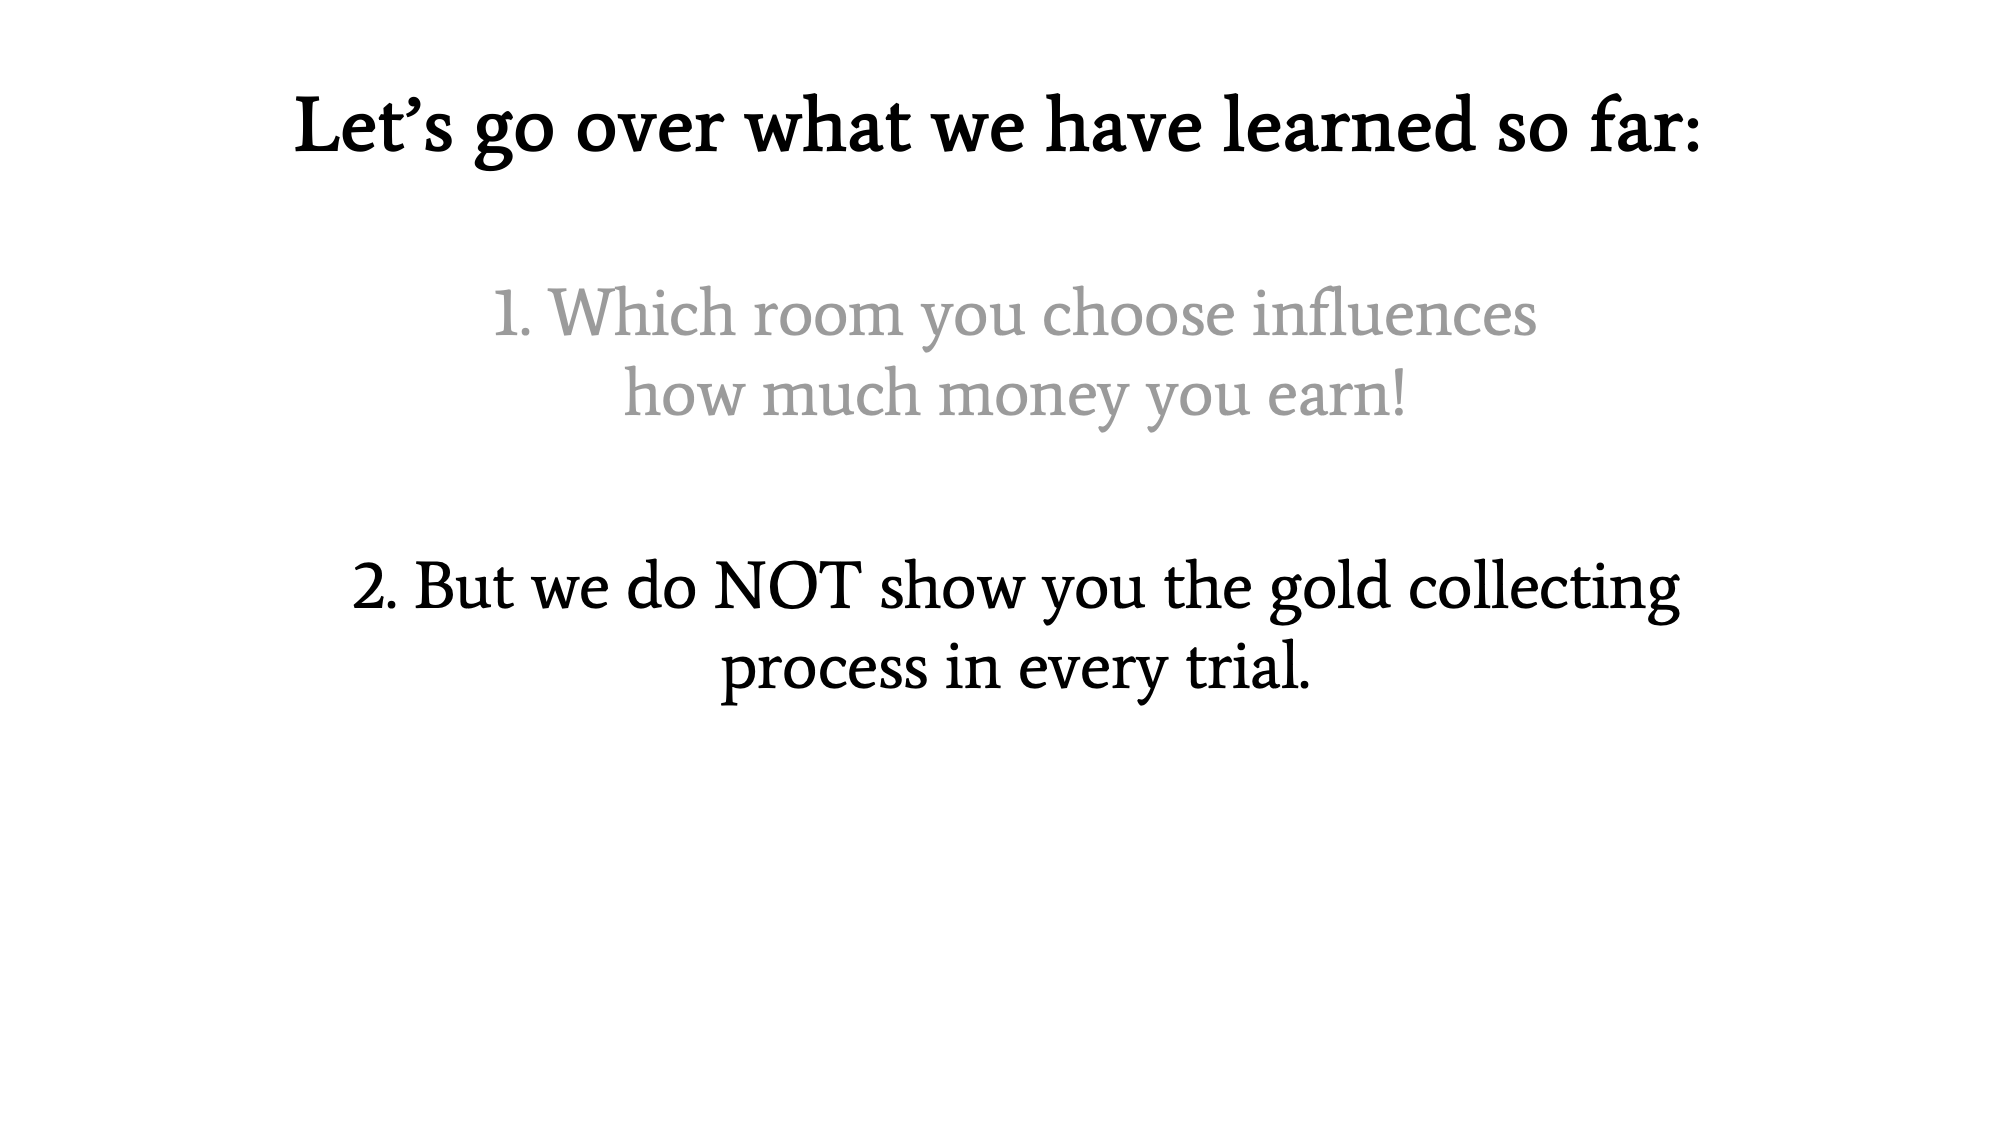 Let’s go over what we have learned so far:
1. Which room you choose influences
how much money you earn!
2. But we do NOT show you the gold collecting
process in every trial.